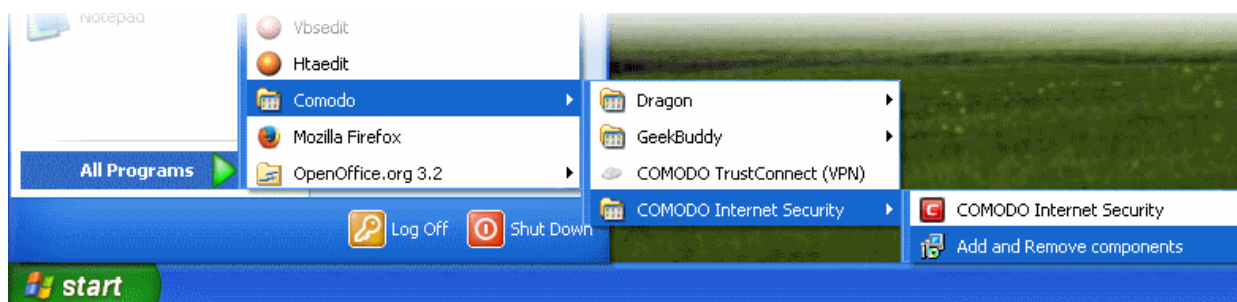 Notepad
Vbsedit
Htaedit
Comodo
Mozilla Firefox
OpenOffice.org 3.2
All Programs
Dragon
GeekBuddy
COMODO TrustConnect (VPN)
COMODO Internet Security
COMODO Internet Security
Add and Remove components
Log Off
Shut Down
start